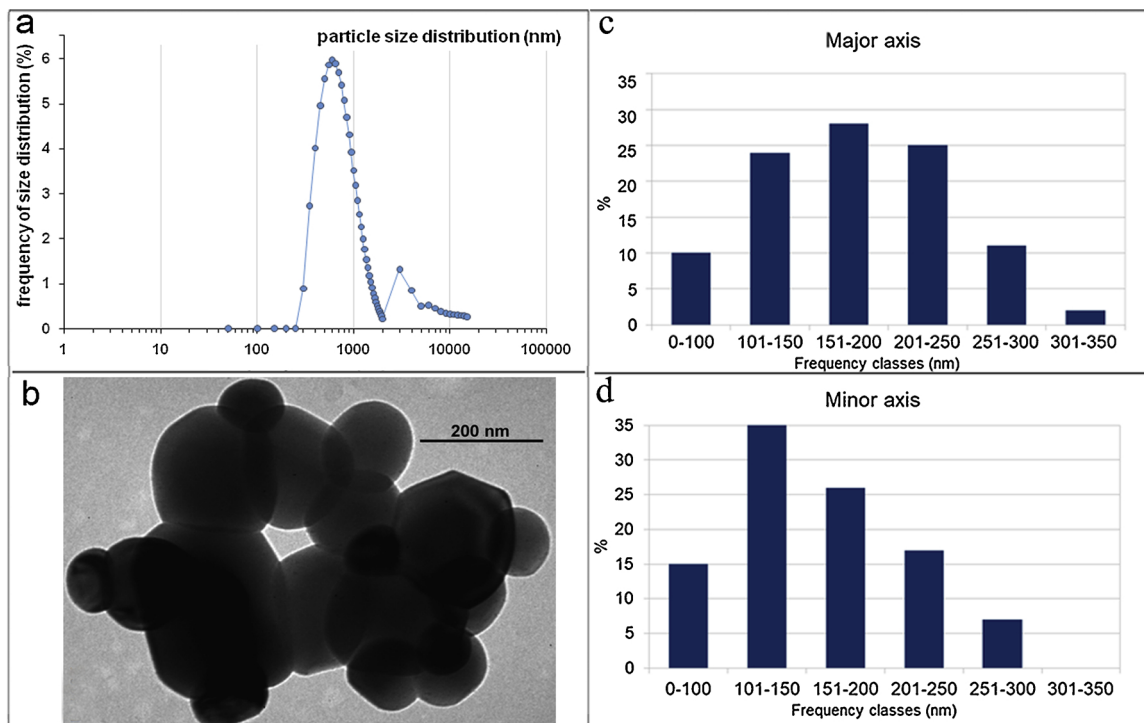 a
particle size distribution (nm)
frequency of size distribution (%)
6
5
4
3
2
1
0
1 10 100 1000 10000 100000
b
200 nm
c
Major axis
%
35
30
25
20
15
10
5
0
0-100 101-150 151-200 201-250 251-300 301-350
Frequency classes (nm)
d
Minor axis
%
35
30
25
20
15
10
5
0
0-100 101-150 151-200 201-250 251-300 301-350
Frequency classes (nm)